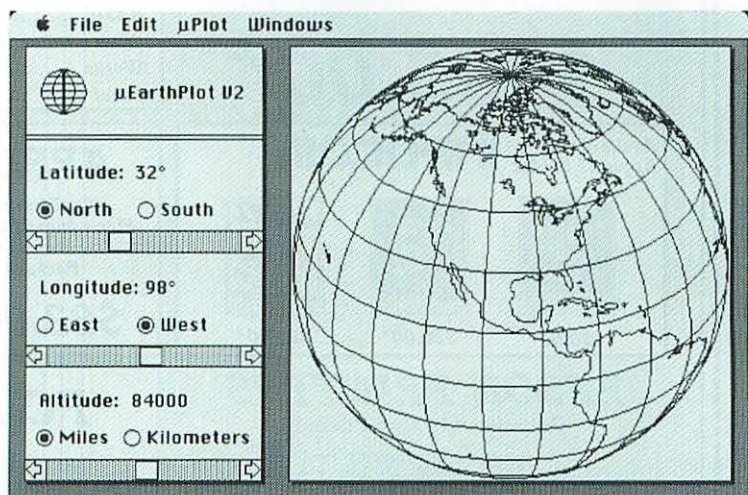 File Edit µPlot Windows
µEarthPlot V2
Latitude: 32°
North South
Longitude: 98°
East West
Altitude: 84000
Miles Kilometers